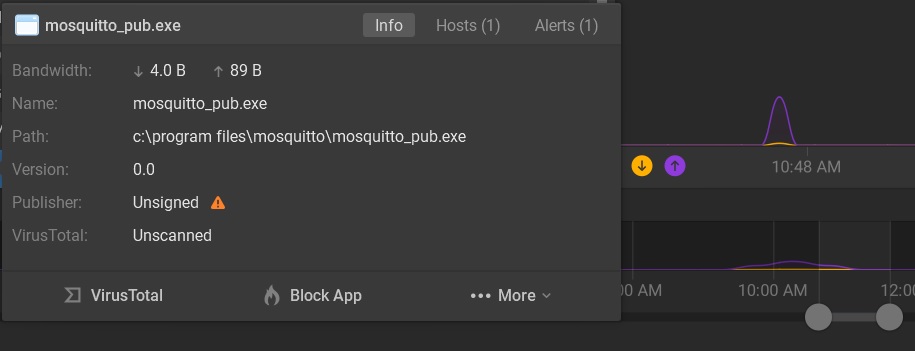 mosquitto_pub.exe Info Hosts (1) Alerts (1)
Bandwidth: ↓ 4.0 B ↑ 89 B
Name: mosquitto_pub.exe
Path: c:\program files\mosquitto\mosquitto_pub.exe
Version: 0.0
Publisher: Unsigned
VirusTotal: Unscanned
VirusTotal Block App ••• More
10:48 AM
00 AM 10:00 AM 12:00